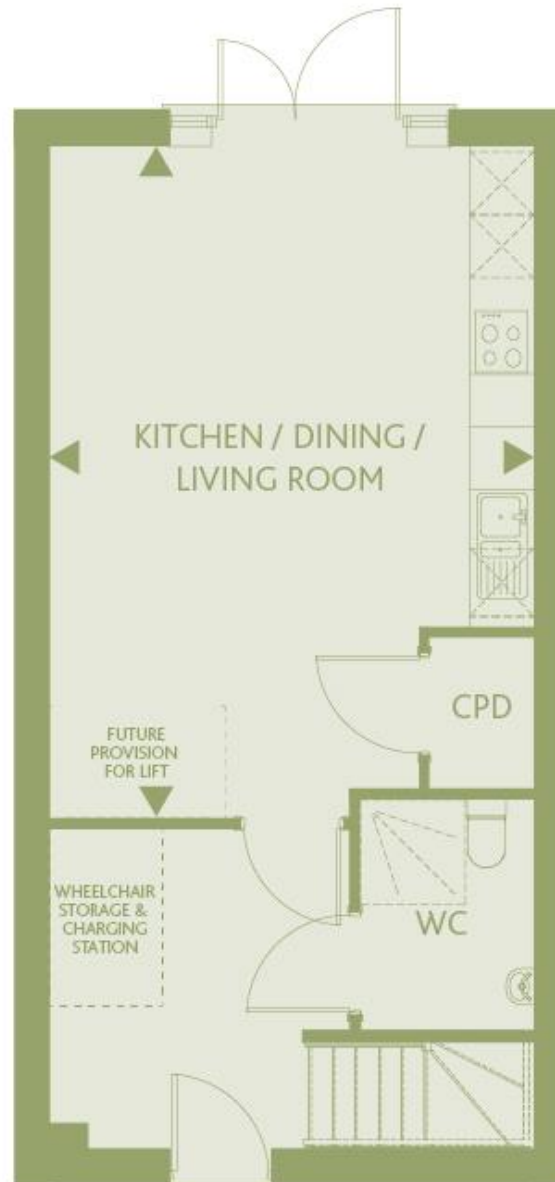 KITCHEN / DINING /
LIVING ROOM
CPD
FUTURE
PROVISION
FOR LIFT
WHEELCHAIR
STORAGE &
CHARGING
STATION
WC